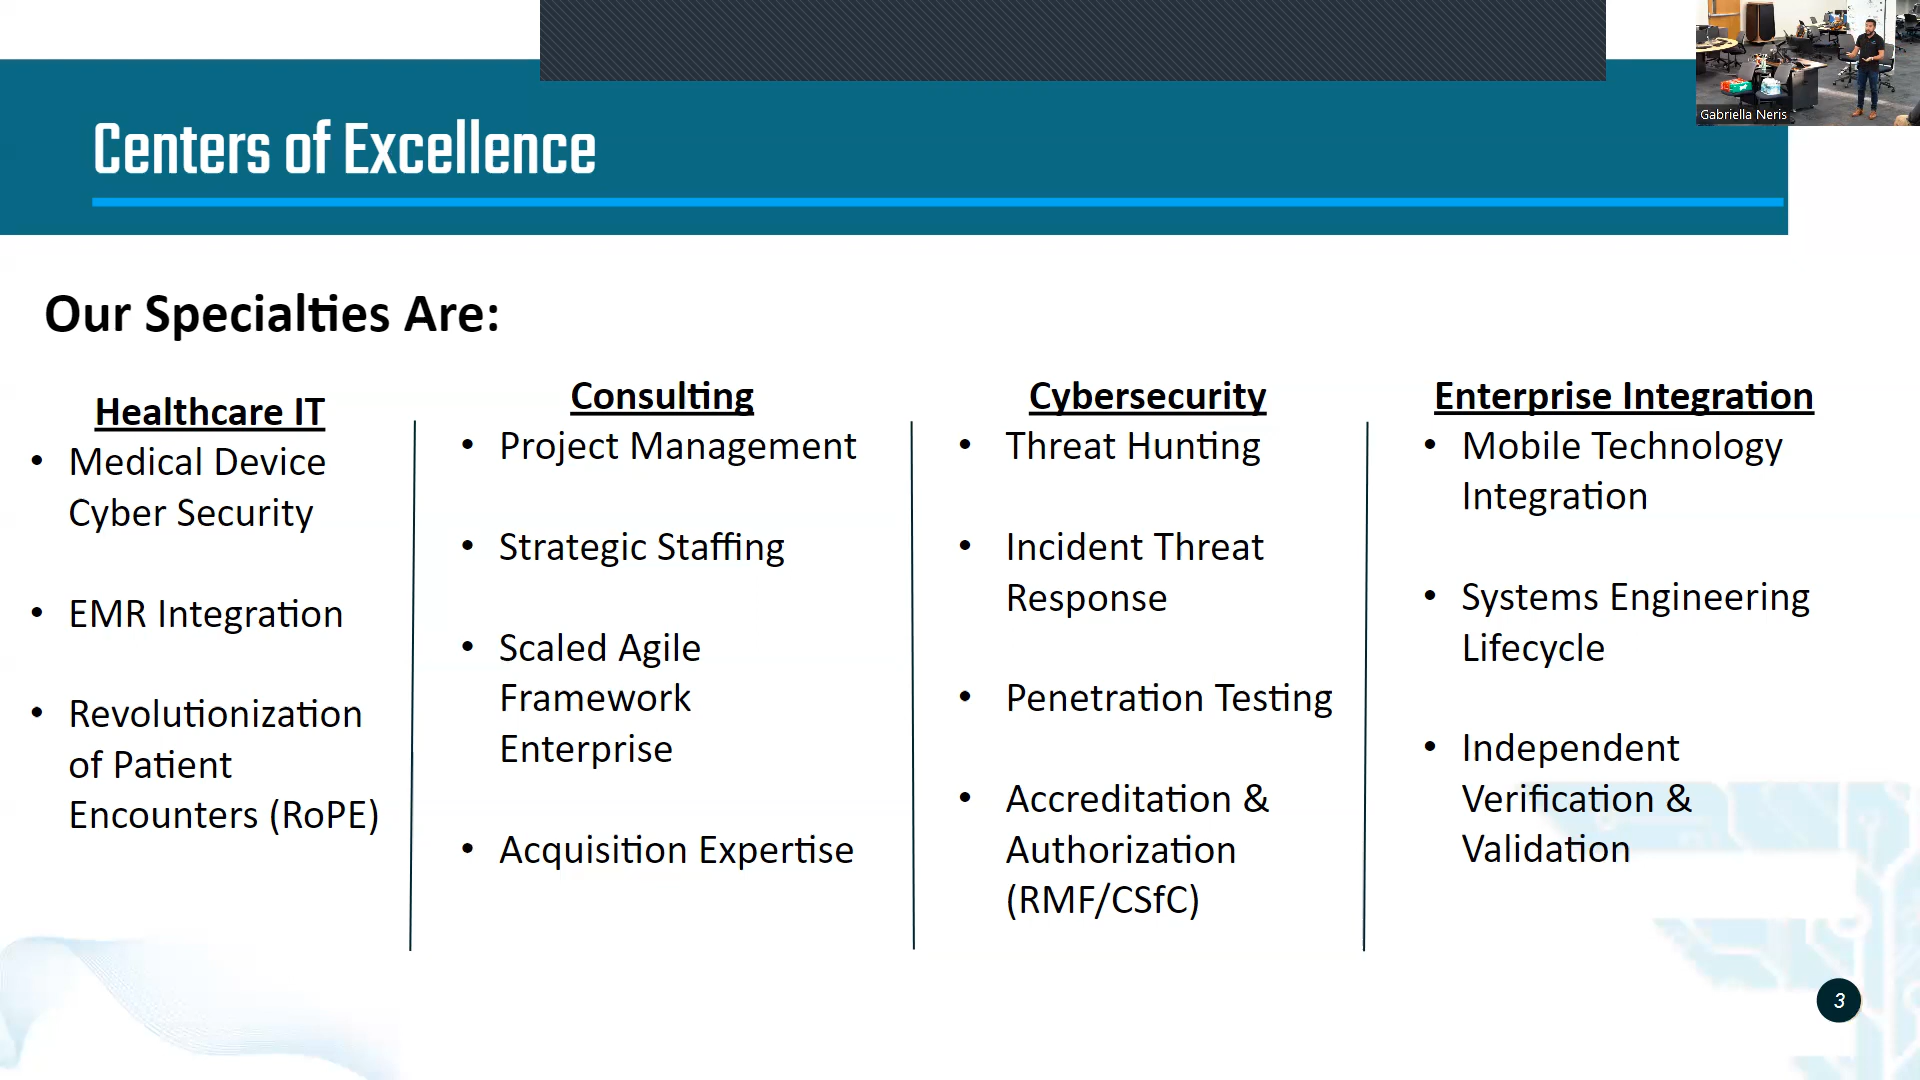 Gabriella Neris
Centers of Excellence
Our Specialties Are:
Healthcare IT
• Medical Device
Cyber Security
• EMR Integration
• Revolutionization
of Patient
Encounters (RoPE)
Consulting
• Project Management
• Strategic Staffing
• Scaled Agile
Framework
Enterprise
• Acquisition Expertise
Cybersecurity
• Threat Hunting
• Incident Threat
Response
• Penetration Testing
• Accreditation &
Authorization
(RMF/CSfC)
Enterprise Integration
• Mobile Technology
Integration
• Systems Engineering
Lifecycle
• Independent
Verification &
Validation
3